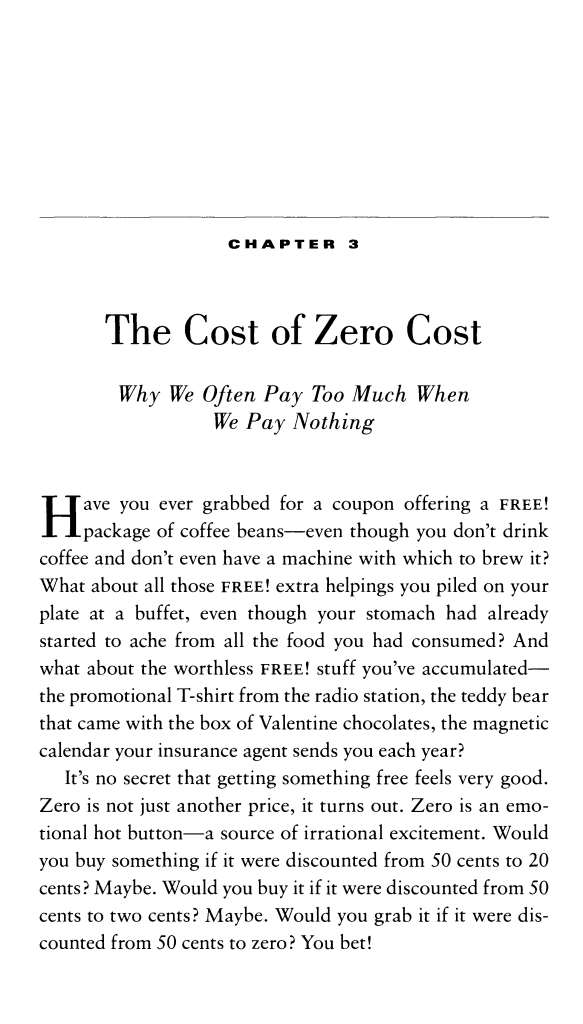 CHAPTER 3
The Cost of Zero Cost
Why We Often Pay Too Much When
We Pay Nothing
Have you ever grabbed for a coupon offering a FREE!
package of coffee beans—even though you don't drink
coffee and don't even have a machine with which to brew it?
What about all those FREE! extra helpings you piled on your
plate at a buffet, even though your stomach had already
started to ache from all the food you had consumed? And
what about the worthless FREE! stuff you've accumulated—
the promotional T-shirt from the radio station, the teddy bear
that came with the box of Valentine chocolates, the magnetic
calendar your insurance agent sends you each year?
It's no secret that getting something free feels very good.
Zero is not just another price, it turns out. Zero is an emo-
tional hot button—a source of irrational excitement. Would
you buy something if it were discounted from 50 cents to 20
cents? Maybe. Would you buy it if it were discounted from 50
cents to two cents? Maybe. Would you grab it if it were dis-
counted from 50 cents to zero? You bet!